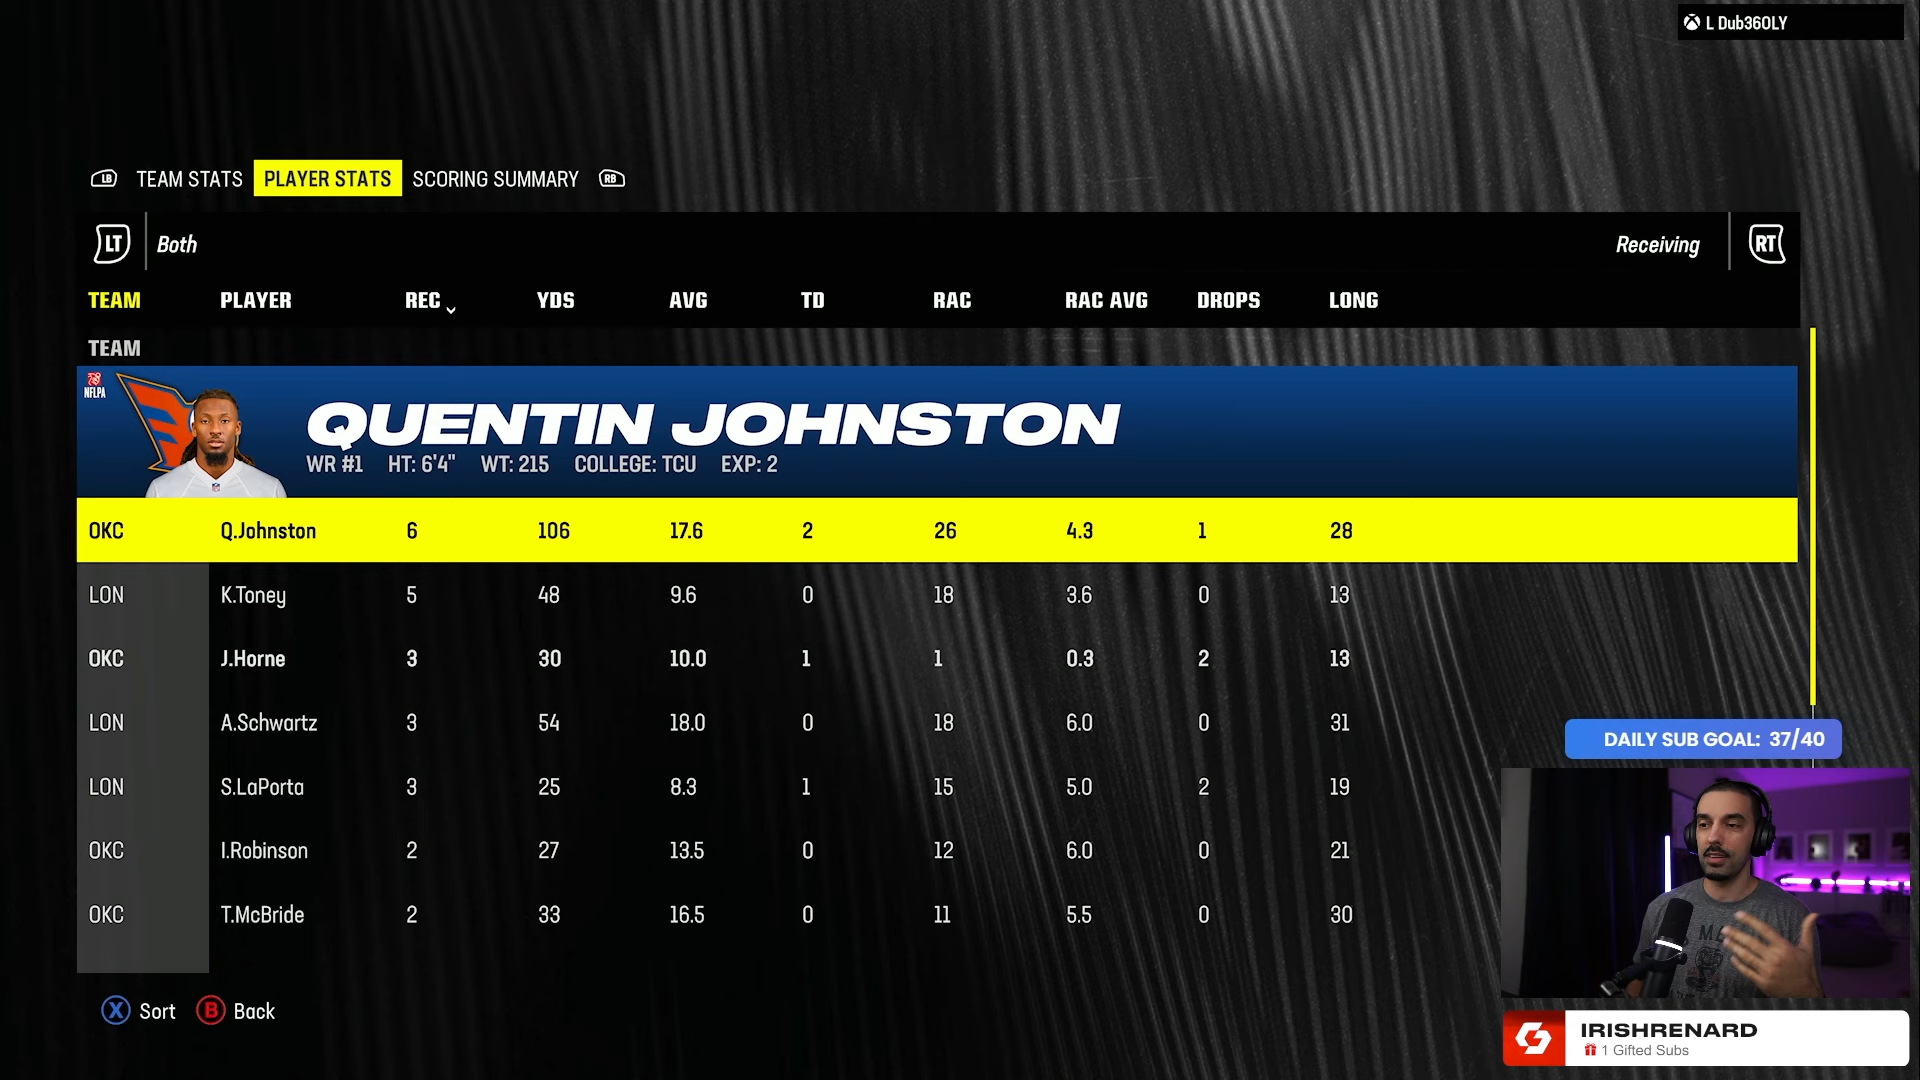 L Dub36OLY
LB TEAM STATS PLAYER STATS SCORING SUMMARY RB
LT Both Receiving RT
TEAM PLAYER REC YDS AVG TD RAC RAC AVG DROPS LONG
TEAM
NFLPA
QUENTIN JOHNSTON
WR #1 HT: 6'4" WT: 215 COLLEGE: TCU EXP: 2
OKC Q.Johnston 6 106 17.6 2 26 4.3 1 28
LON K.Toney 5 48 9.6 0 18 3.6 0 13
OKC J.Horne 3 30 10.0 1 1 0.3 2 13
LON A.Schwartz 3 54 18.0 0 18 6.0 0 31
LON S.LaPorta 3 25 8.3 1 15 5.0 2 19
OKC I.Robinson 2 27 13.5 0 12 6.0 0 21
OKC T.McBride 2 33 16.5 0 11 5.5 0 30
DAILY SUB GOAL: 37/40
X Sort B Back
IRISHRENARD
1 Gifted Subs